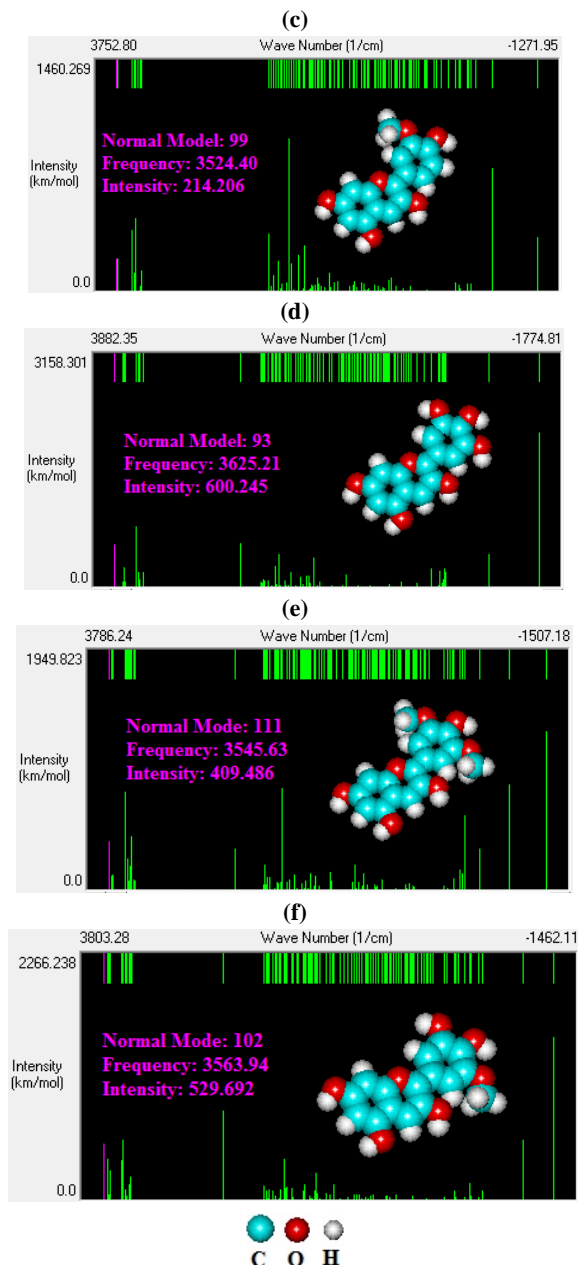 (c)
3752.80 Wave Number (1/cm) -1271.95
1460.269
Normal Model: 99
Frequency: 3524.40
Intensity: 214.206
Intensity
(km/mol)
0.0
(d)
3882.35 Wave Number (1/cm) -1774.81
3158.301
Normal Model: 93
Frequency: 3625.21
Intensity: 600.245
Intensity
(km/mol)
0.0
(e)
3786.24 Wave Number (1/cm) -1507.18
1949.823
Normal Mode: 111
Frequency: 3545.63
Intensity: 409.486
Intensity
(km/mol)
0.0
(f)
3803.28 Wave Number (1/cm) -1462.11
2266.238
Normal Mode: 102
Frequency: 3563.94
Intensity: 529.692
Intensity
(km/mol)
0.0
C O H